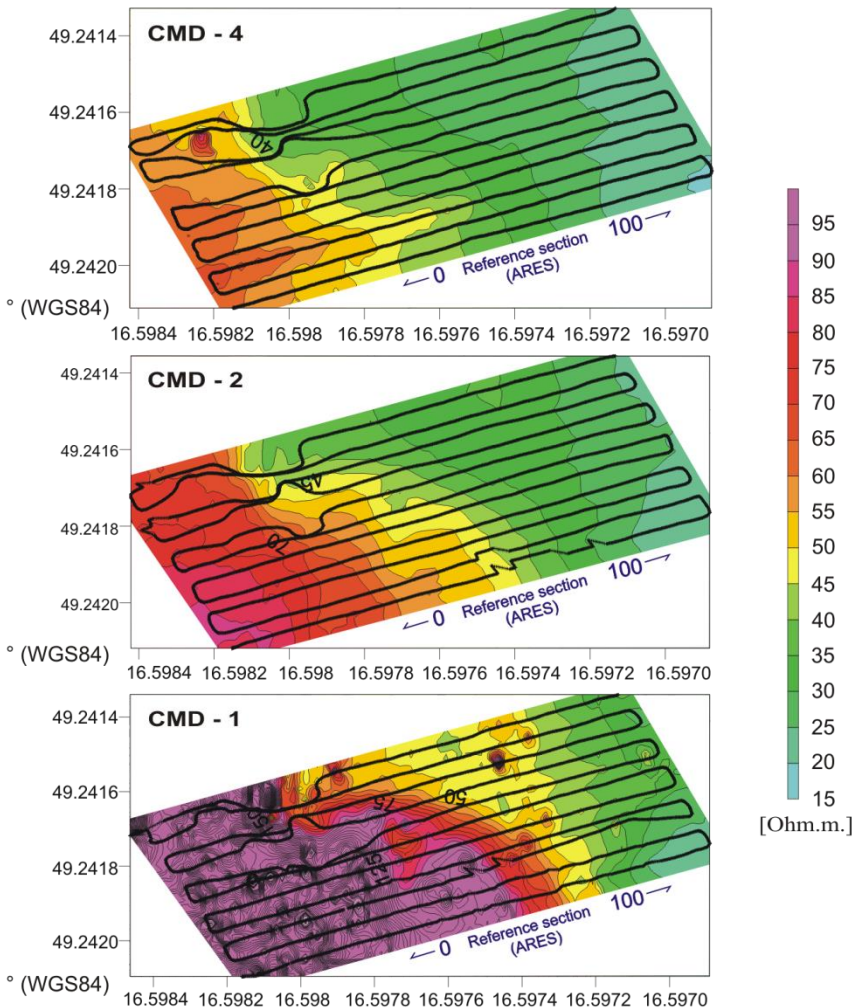 CMD - 4
49.2414
49.2416
49.2418
49.2420
° (WGS84)
40
← 0 Reference section 100 →
(ARES)
16.5984 16.5982 16.598 16.5978 16.5976 16.5974 16.5972 16.5970
CMD - 2
49.2414
49.2416
49.2418
49.2420
° (WGS84)
45
70
← 0 Reference section 100 →
(ARES)
16.5984 16.5982 16.598 16.5978 16.5976 16.5974 16.5972 16.5970
CMD - 1
49.2414
49.2416
49.2418
49.2420
° (WGS84)
75
50
125
← 0 Reference section 100 →
(ARES)
16.5984 16.5982 16.598 16.5978 16.5976 16.5974 16.5972 16.5970
95
90
85
80
75
70
65
60
55
50
45
40
35
30
25
20
15
[Ohm.m.]